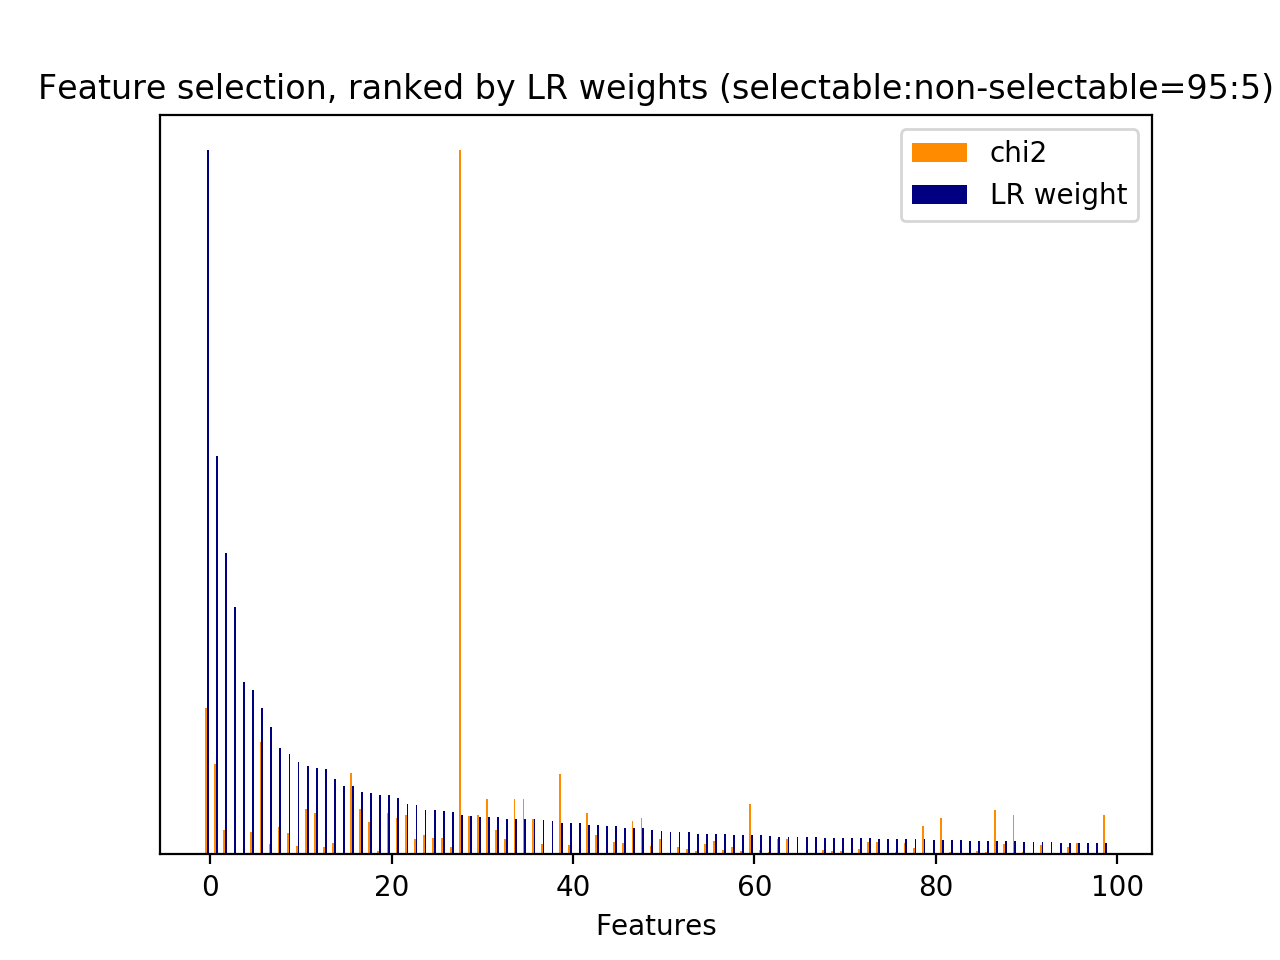 Feature selection, ranked by LR weights (selectable:non-selectable=95:5)
chi2
LR weight
0 20 40 60 80 100
Features